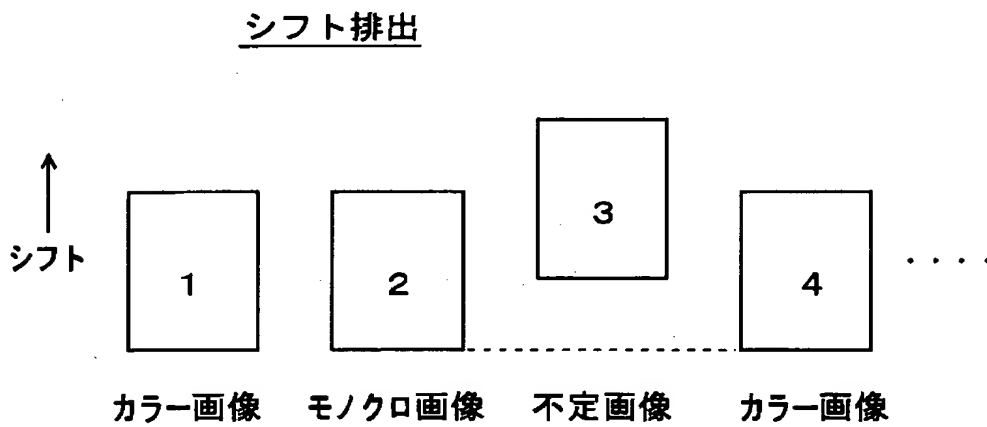 シフト排出
シフト
1
2
3
4
・・・・
カラー画像
モノクロ画像
不定画像
カラー画像